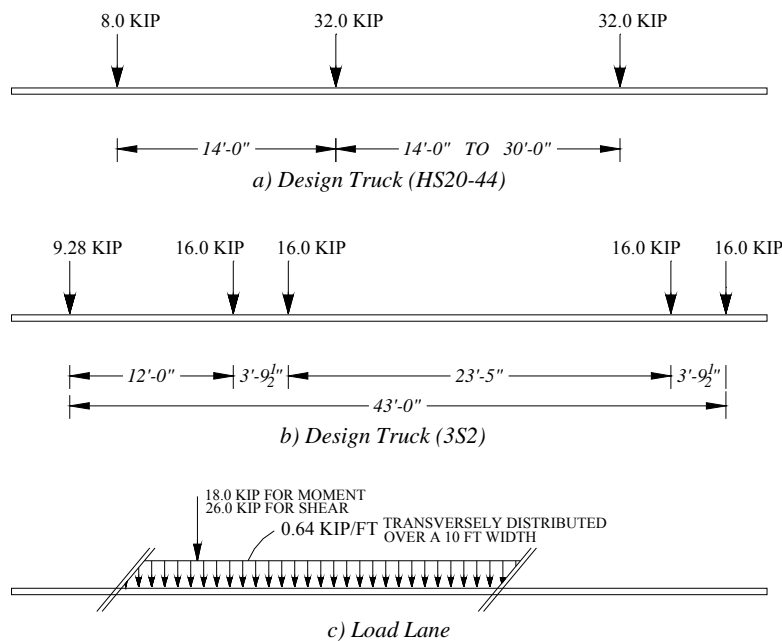 8.0 KIP 32.0 KIP 32.0 KIP
14'-0" 14'-0" TO 30'-0"
a) Design Truck (HS20-44)
9.28 KIP 16.0 KIP 16.0 KIP 16.0 KIP 16.0 KIP
12'-0" 3'-9½" 23'-5" 3'-9½"
43'-0"
b) Design Truck (3S2)
18.0 KIP FOR MOMENT
26.0 KIP FOR SHEAR
0.64 KIP/FT TRANSVERSELY DISTRIBUTED
OVER A 10 FT WIDTH
c) Load Lane